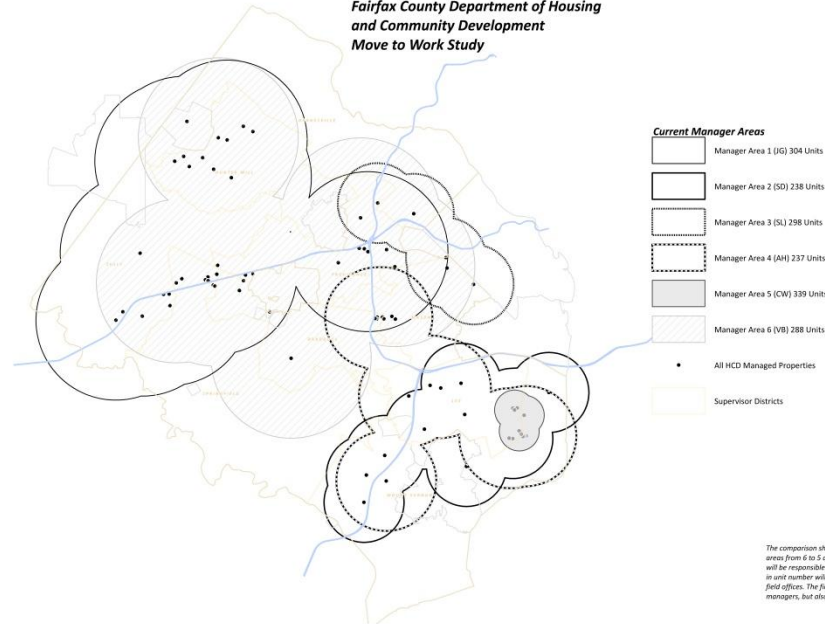 Fairfax County Department of Housing
and Community Development
Move to Work Study
Current Manager Areas
Manager Area 1 (JG) 304 Units
Manager Area 2 (SD) 238 Units
Manager Area 3 (SL) 298 Units
Manager Area 4 (AH) 237 Units
Manager Area 5 (CW) 339 Units
Manager Area 6 (VB) 288 Units
All HCD Managed Properties
Supervisor Districts
The comparison sh
areas from 6 to 5 
will be responsible
in unit number wil
field offices. The fi
managers, but also